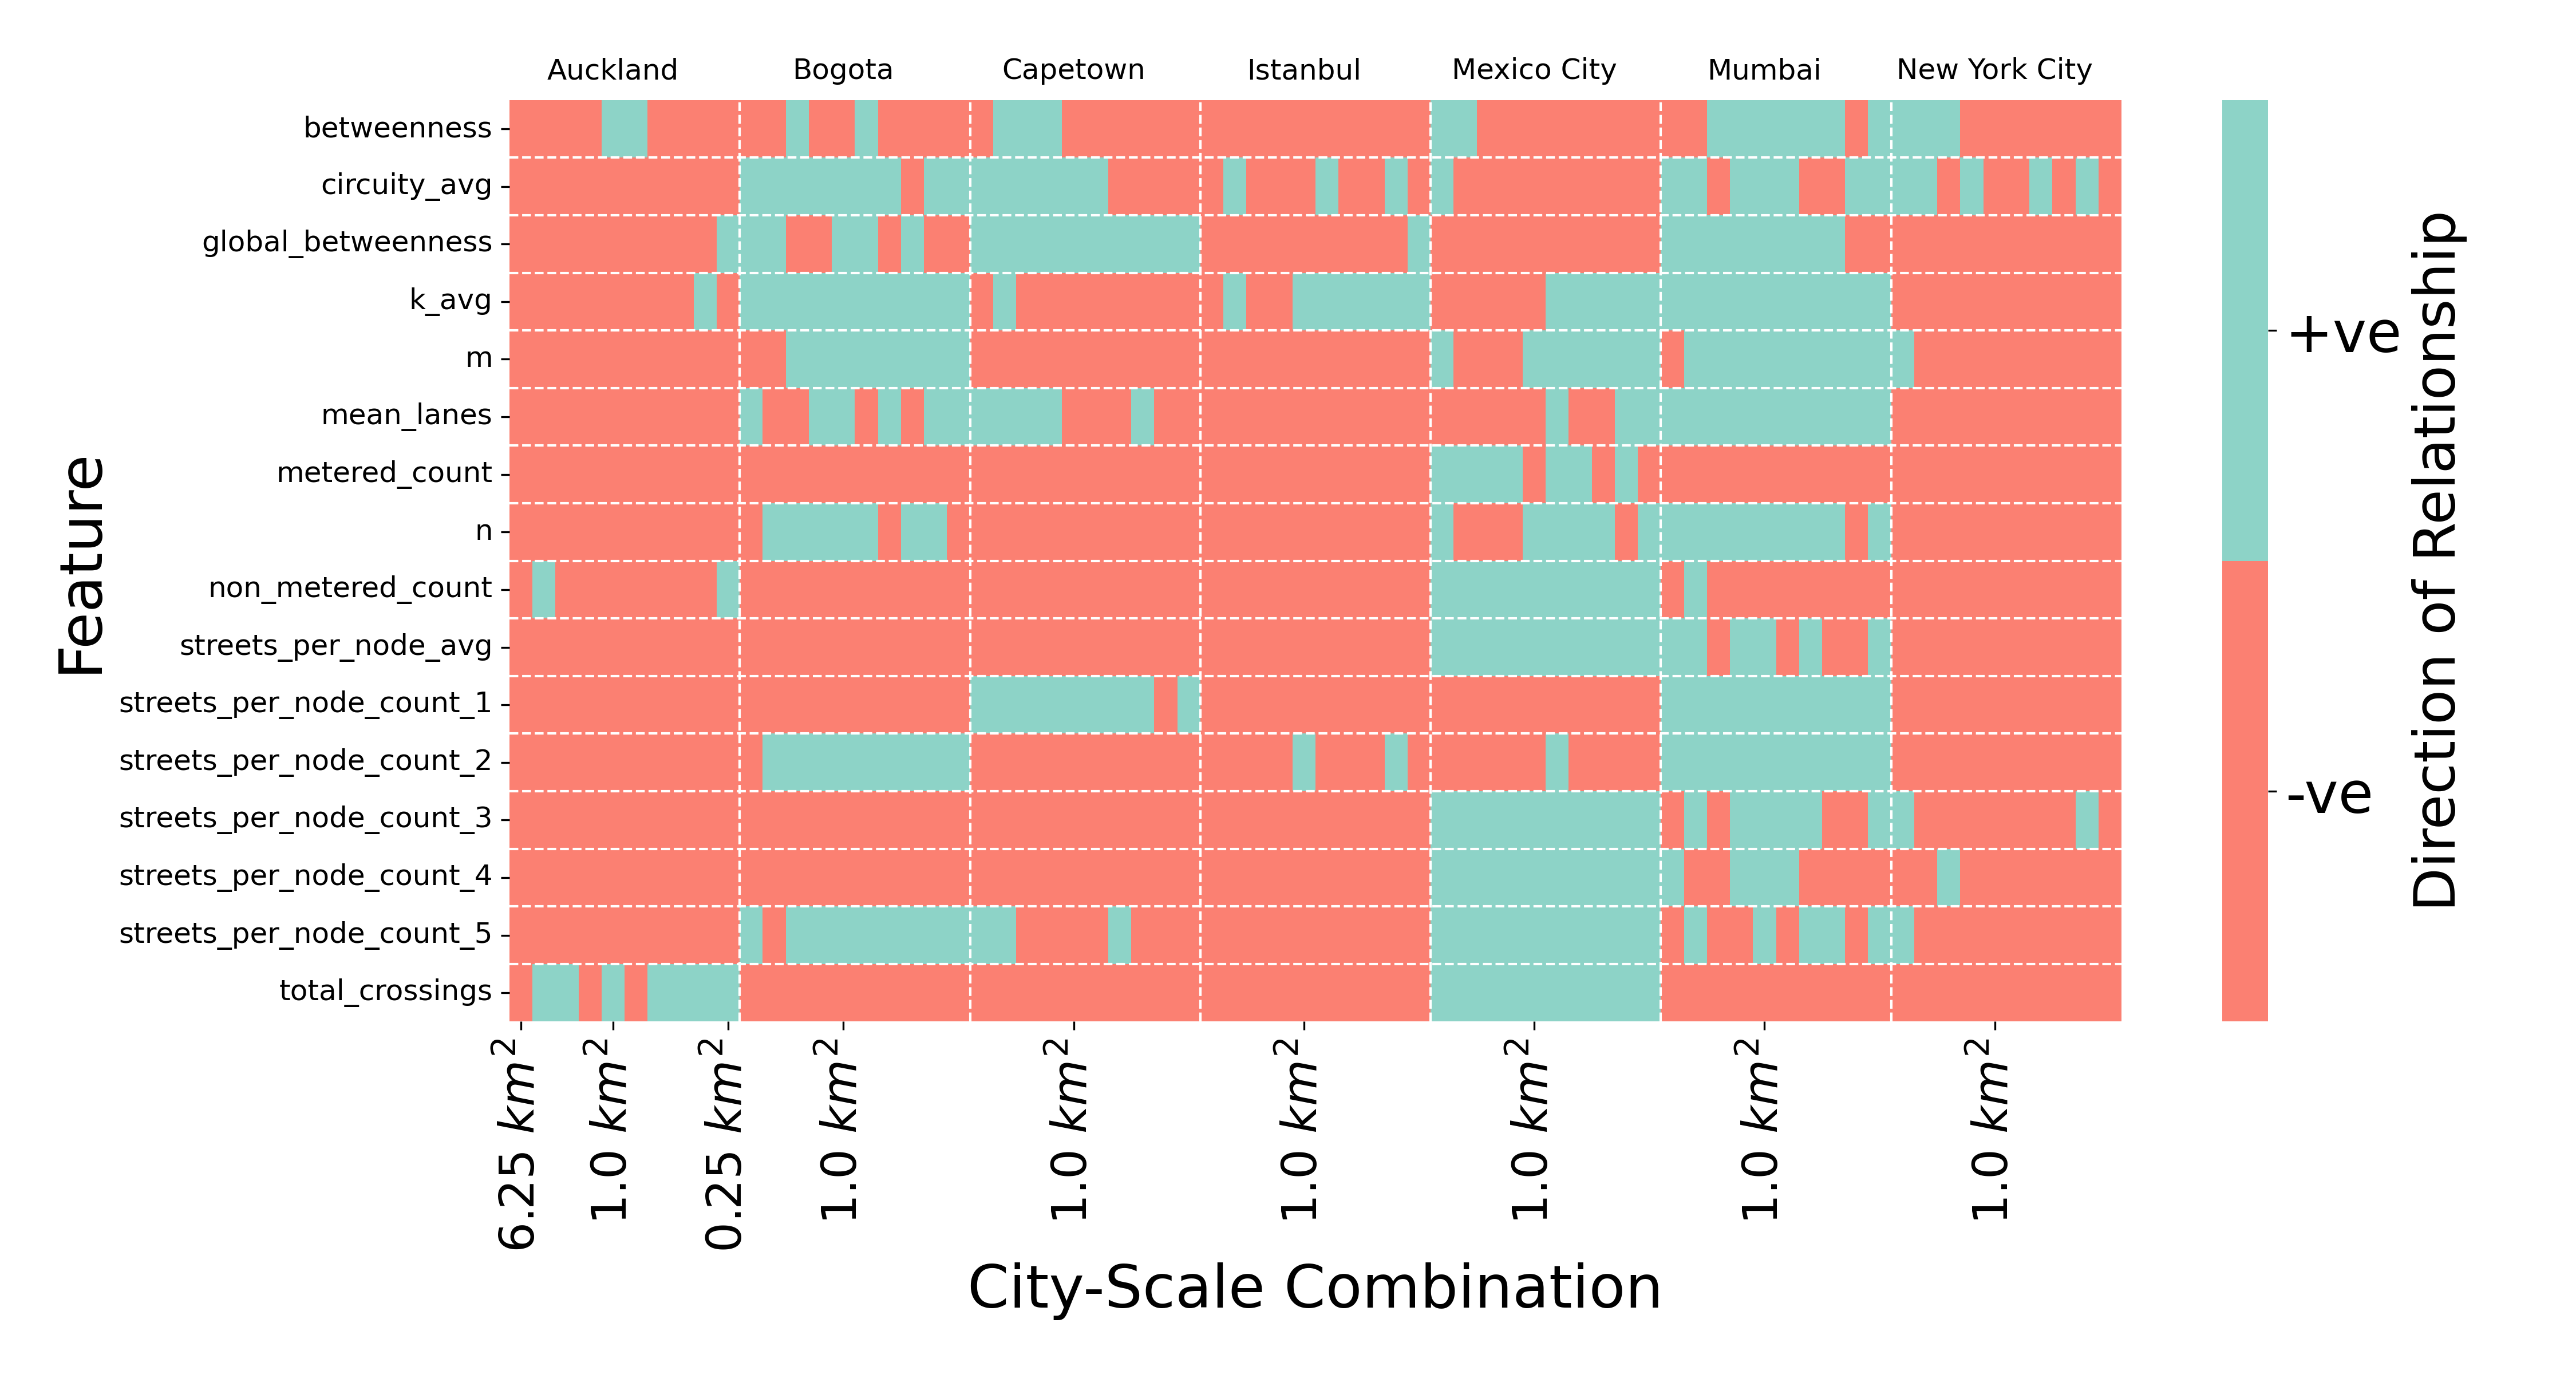 Auckland Bogota Capetown Istanbul Mexico City Mumbai New York City
betweenness
circuity_avg
global_betweenness
k_avg
m
mean_lanes
metered_count
n
non_metered_count
streets_per_node_avg
streets_per_node_count_1
streets_per_node_count_2
streets_per_node_count_3
streets_per_node_count_4
streets_per_node_count_5
total_crossings
Feature
6.25 km²
1.0 km²
0.25 km²
1.0 km²
1.0 km²
1.0 km²
1.0 km²
1.0 km²
1.0 km²
City-Scale Combination
+ve
-ve
Direction of Relationship